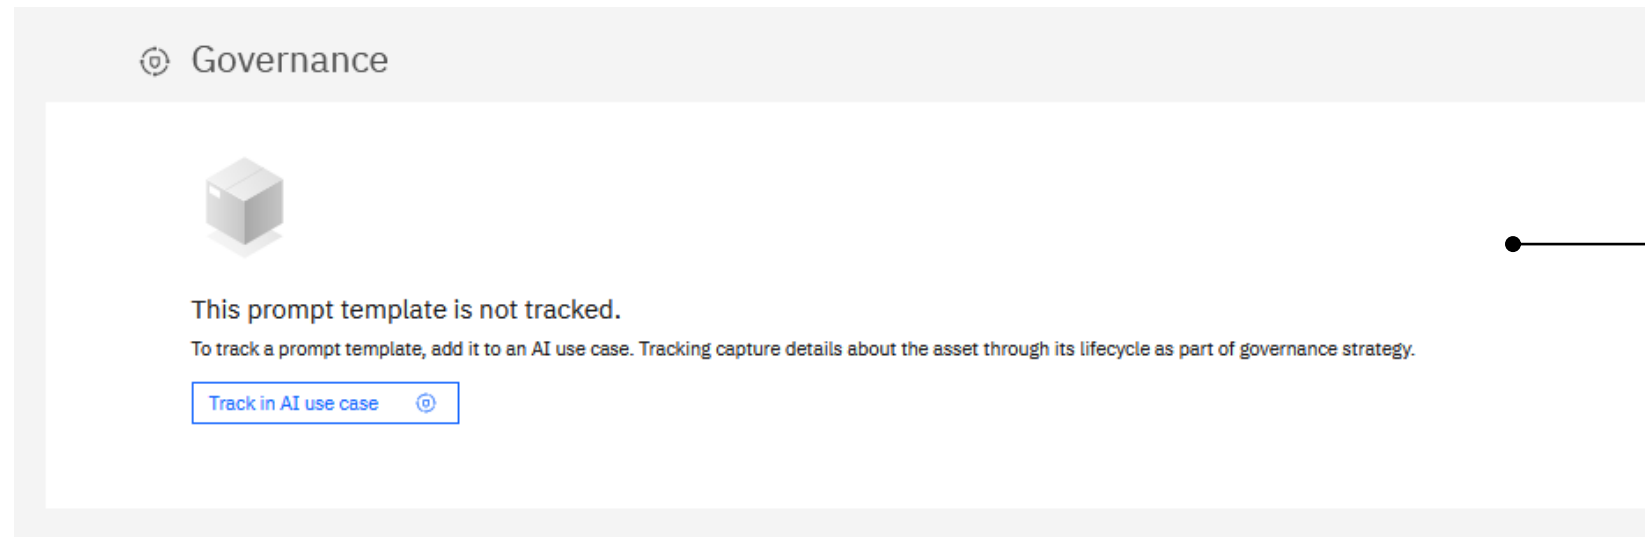 Governance
This prompt template is not tracked.
To track a prompt template, add it to an AI use case. Tracking capture details about the asset through its lifecycle as part of governance strategy.
Track in AI use case